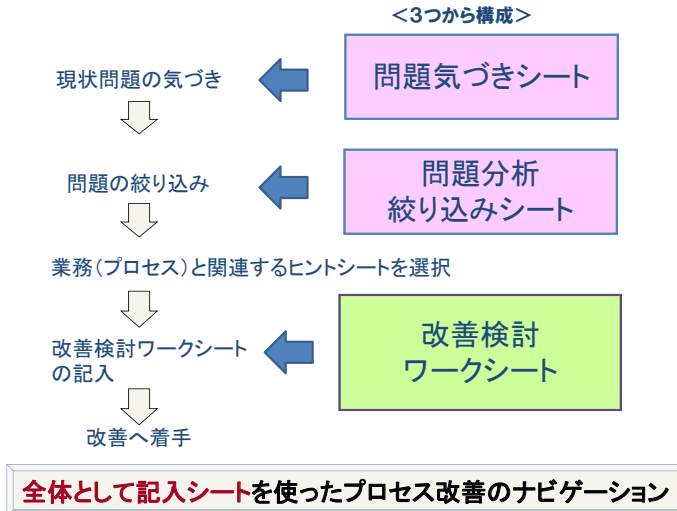 ＜３つから構成＞
現状問題の気づき
問題気づきシート
問題の絞り込み
問題分析
絞り込みシート
業務（プロセス）と関連するヒントシートを選択
改善検討ワークシート
の記入
改善検討
ワークシート
改善へ着手
全体として記入シートを使ったプロセス改善のナビゲーション